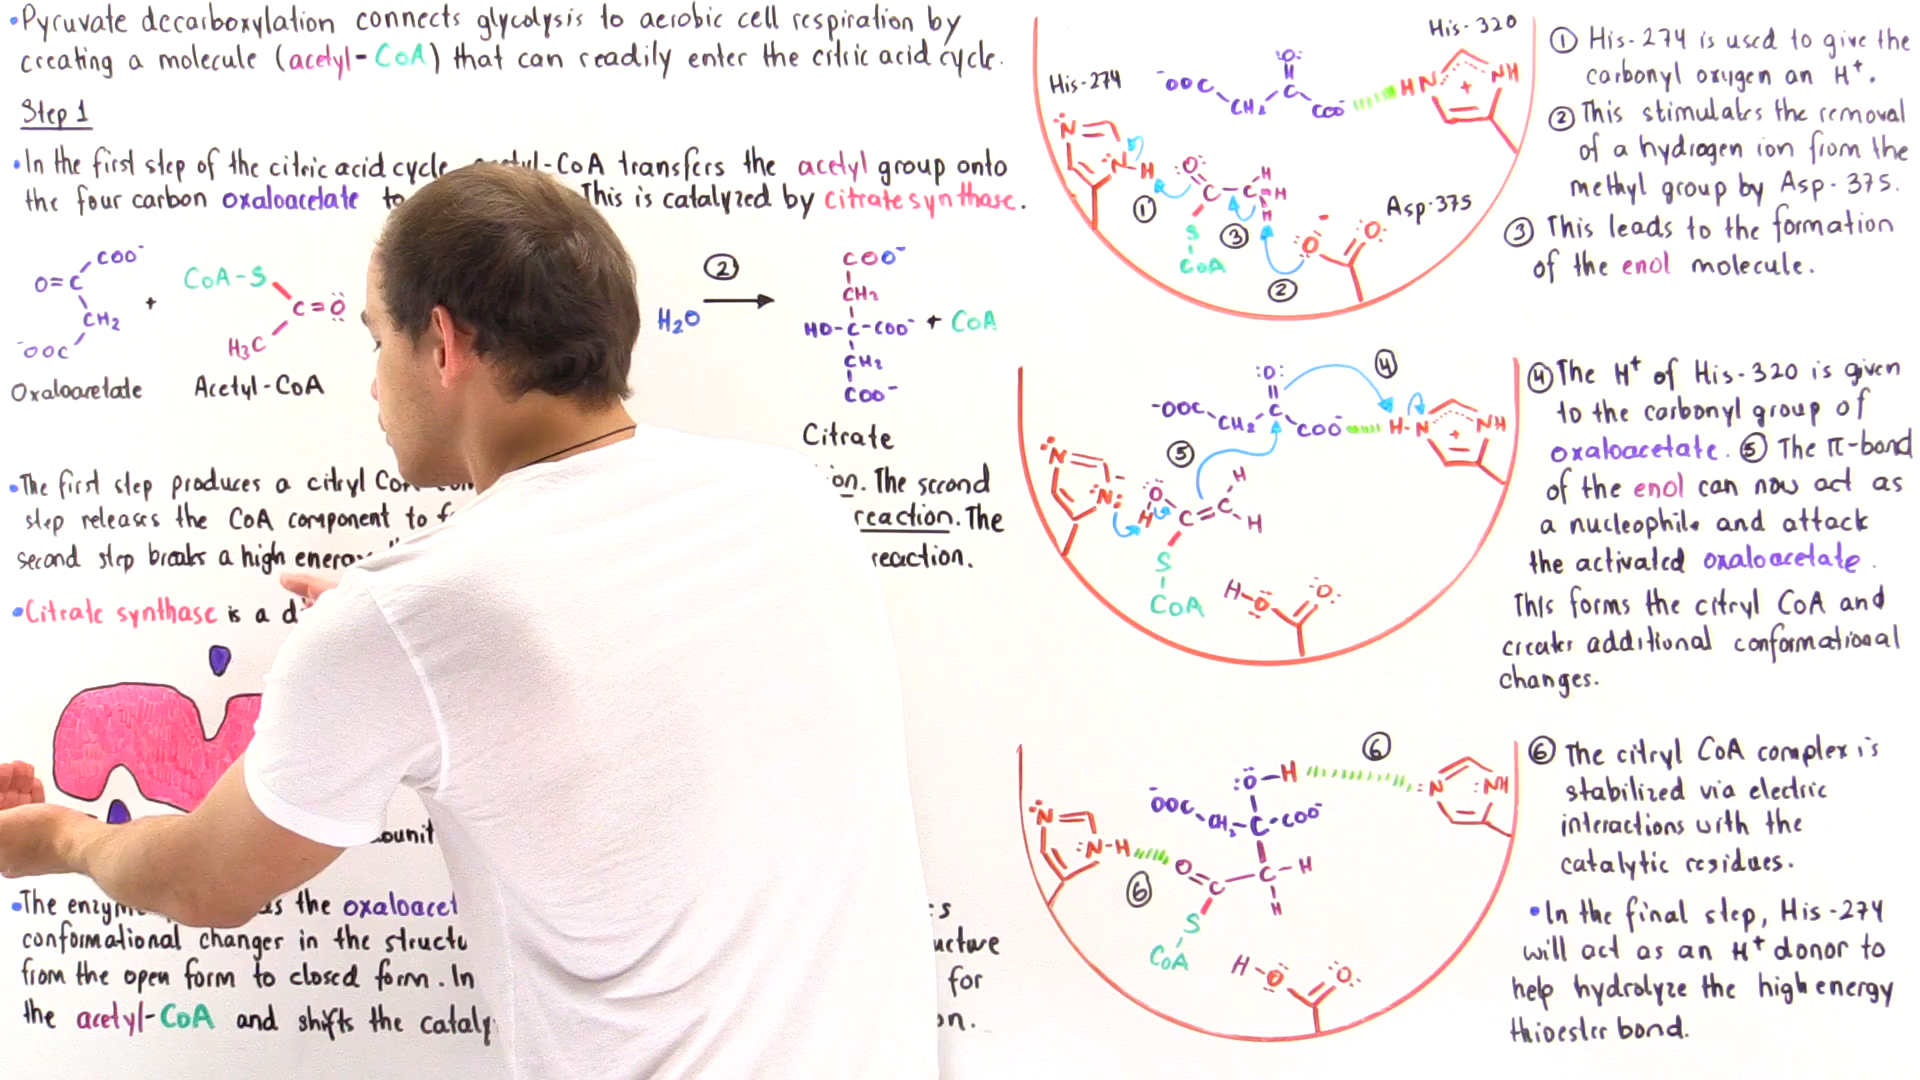 •Pyruvate decarboxylation connects glycolysis to aerobic cell respiration by
creating a molecule (acetyl-CoA) that can readily enter the citric acid cycle.
Step 1
•In the first step of the citric acid cycle, acetyl-CoA transfers the acetyl group onto
the four carbon oxaloacetate to This is catalyzed by citrate synthase.
O=C COO⁻
CH₂
⁻OOC
+
CoA-S
C=Ö:
H₃C
Oxaloacetate
Acetyl-CoA
H₂O
②
COO⁻
CH₂
HO-C-COO⁻ + CoA
CH₂
COO⁻
Citrate
•The first step produces a citryl CoA on. The second
step releases the CoA component to reaction. The
second step breaks a high energy reaction.
•Citrate synthase is a
ounit
•The the
conformational changes in the
from the open form to closed form. In for
the acetyl-CoA and shifts the on.
His-320
His-274
⁻OOC
CH₂
:O:
C
COO⁻
HN
NH
+
:N
N-H
①
:O:
C-C-H
H
H
S
CoA
③
②
:O:
O:
Asp-375
① His-274 is used to give the
carbonyl oxygen an H⁺.
② This stimulates the removal
of a hydrogen ion from the
methyl group by Asp-375.
③ This leads to the formation
of the enol molecule.
④
:O:
⁻OOC
CH₂
C
COO⁻
H-N
NH
+
⑤
:N
N:
H
:O:
C=C
H
H
S
CoA
H-O
O:
④ The H⁺ of His-320 is given
to the carbonyl group of
oxaloacetate. ⑤ The π-bond
of the enol can now act as
a nucleophile and attack
the activated oxaloacetate.
This forms the citryl CoA and
creates additional conformational
changes.
⑥
:O-H
:N
:NH
⁻OOC
CH₂-C-COO⁻
:N
:N-H
⑥
O
C-C-H
H
S
CoA
H-O
O:
⑥ The citryl CoA complex is
stabilized via electric
interactions with the
catalytic residues.
•In the final step, His-274
will act as an H⁺ donor to
help hydrolyze the high energy
thioester bond.